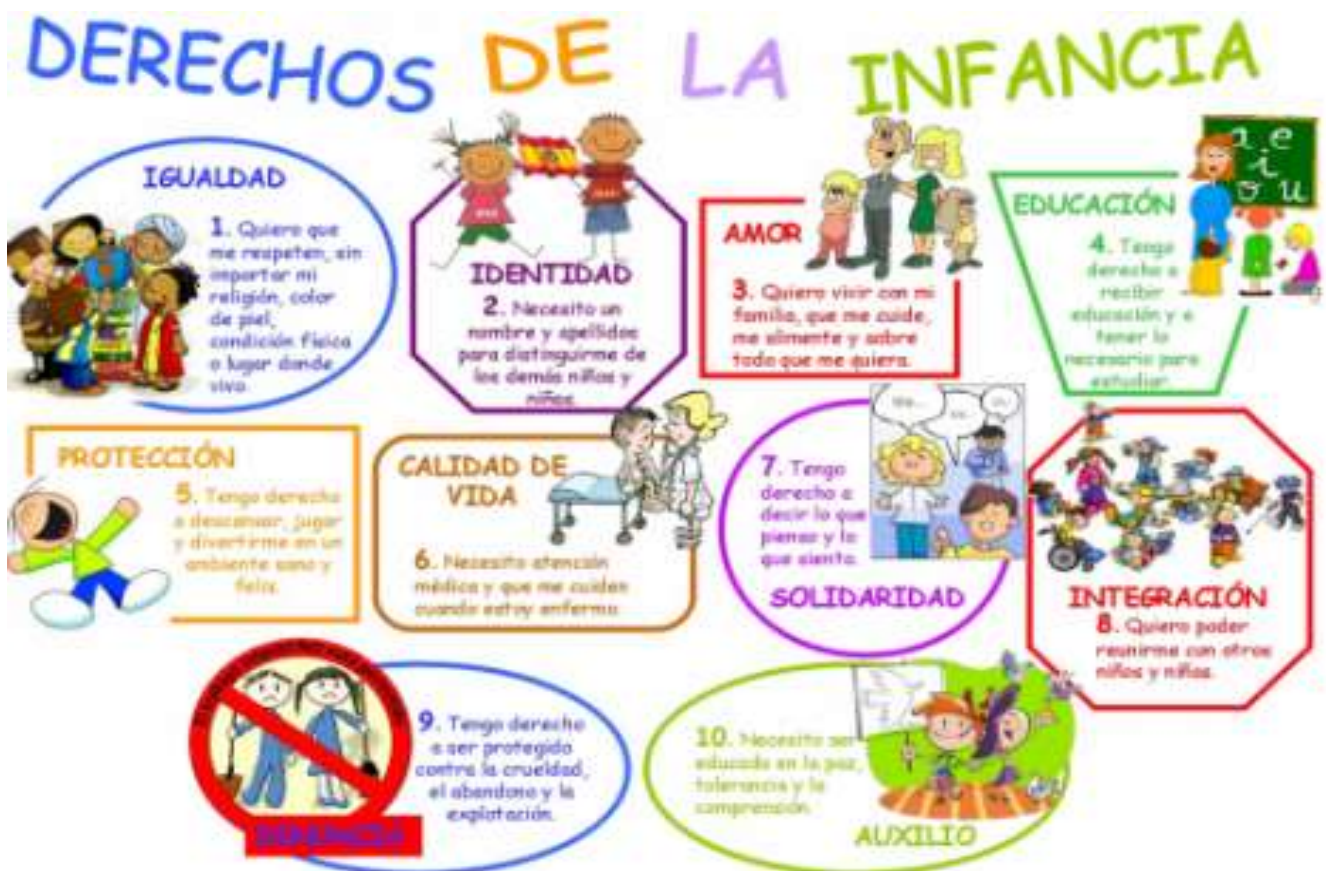 DERECHOS DE LA INFANCIA
IGUALDAD
1. Quiero que
me respeten, sin
importar mi
religión, color
de piel,
condición física
o lugar donde
vivo.
IDENTIDAD
2. Necesito un
nombre y apellidos
para distinguirme de
los demás niños y
niñas.
AMOR
3. Quiero vivir con mi
familia, que me cuide,
me alimente y sobre
todo que me quiera.
EDUCACIÓN
4. Tengo
derecho a
recibir
educación y a
tener lo
necesario para
estudiar.
a e
i
o u
PROTECCIÓN
5. Tengo derecho
a descansar, jugar
y divertirme en un
ambiente sano y
feliz.
CALIDAD DE
VIDA
6. Necesito atención
médica y que me cuiden
cuando estoy enfermo.
7. Tengo
derecho a
decir lo que
pienso y lo
que siento.
SOLIDARIDAD
INTEGRACIÓN
8. Quiero poder
reunirme con otros
niños y niñas.
9. Tengo derecho
a ser protegido
contra la crueldad,
el abandono y la
explotación.
10. Necesito ser
educado en la paz,
tolerancia y la
comprensión.
AUXILIO